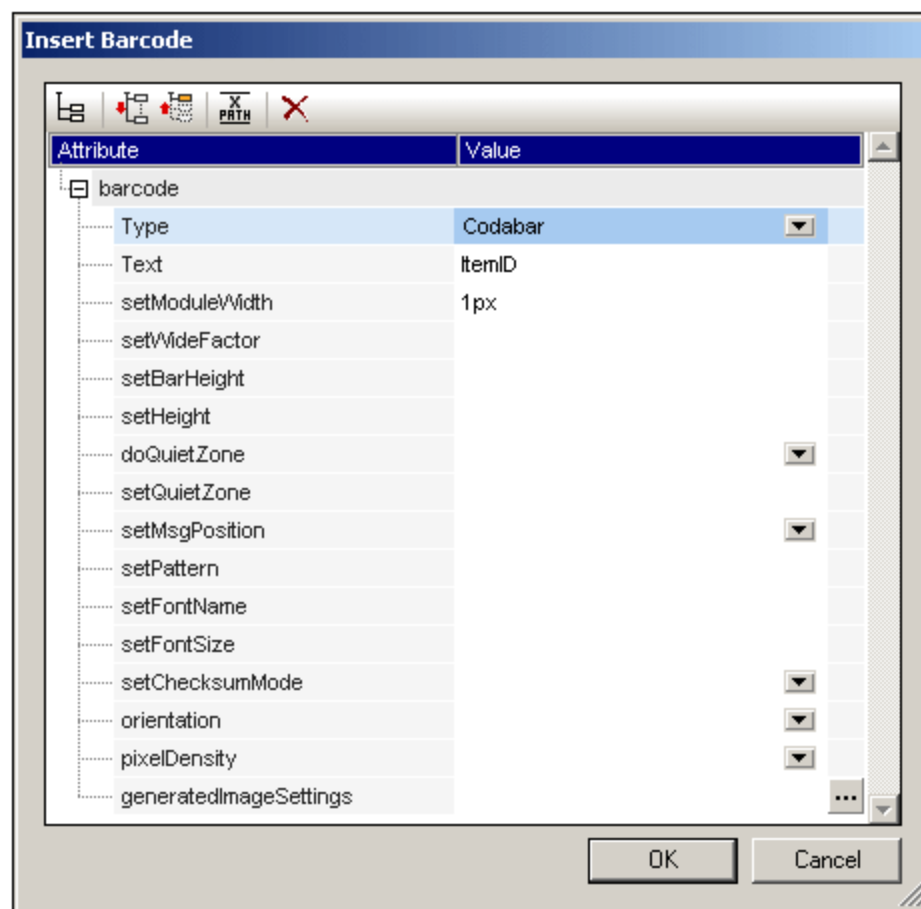 Insert Barcode
X
PATH
Attribute Value
barcode
Type Codabar
Text ItemID
setModuleWidth 1px
setWideFactor
setBarHeight
setHeight
doQuietZone
setQuietZone
setMsgPosition
setPattern
setFontName
setFontSize
setChecksumMode
orientation
pixelDensity
generatedImageSettings ...
OK Cancel